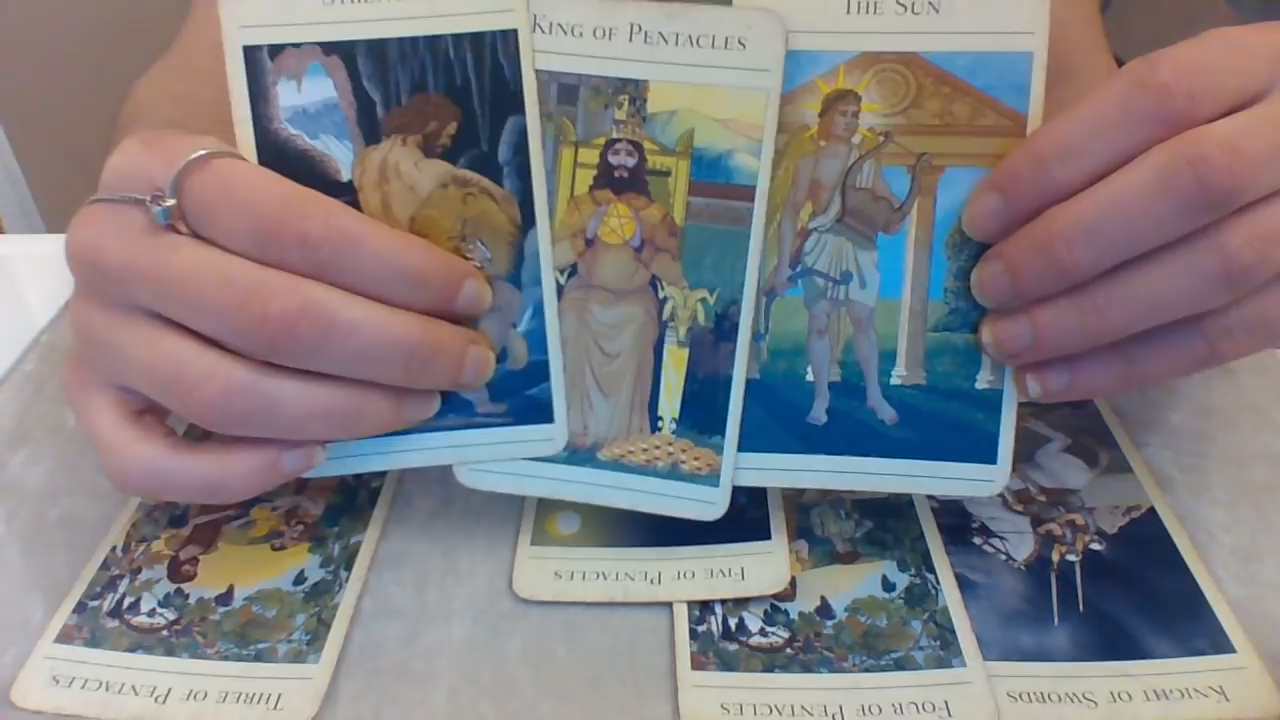 KING OF PENTACLES
THE SUN
FIVE OF PENTACLES
THREE OF PENTACLES
FOUR OF PENTACLES
KNIGHT OF SWORDS